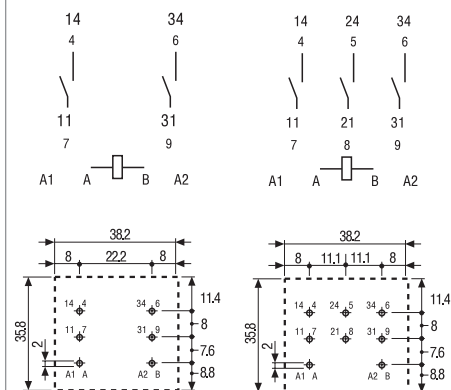 14 34 14 24 34
4 6 4 5 6
11 31 11 21 31
7 9 7 8 9
A1 A B A2 A1 A B A2
38.2 38.2
8 22.2 8 8 11.1 11.1 8
14 4 34 6 11.4 14 4 24 5 34 6 11.4
35.8 8 35.8 8
11 7 31 9 11 7 21 8 31 9
2 7.6 2 7.6
A1 A A2 B 8.8 A1 A A2 B 8.8